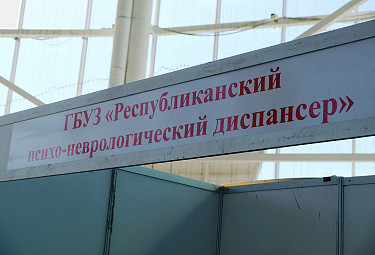 ГБУЗ «Республиканский
психо-неврологический диспансер»